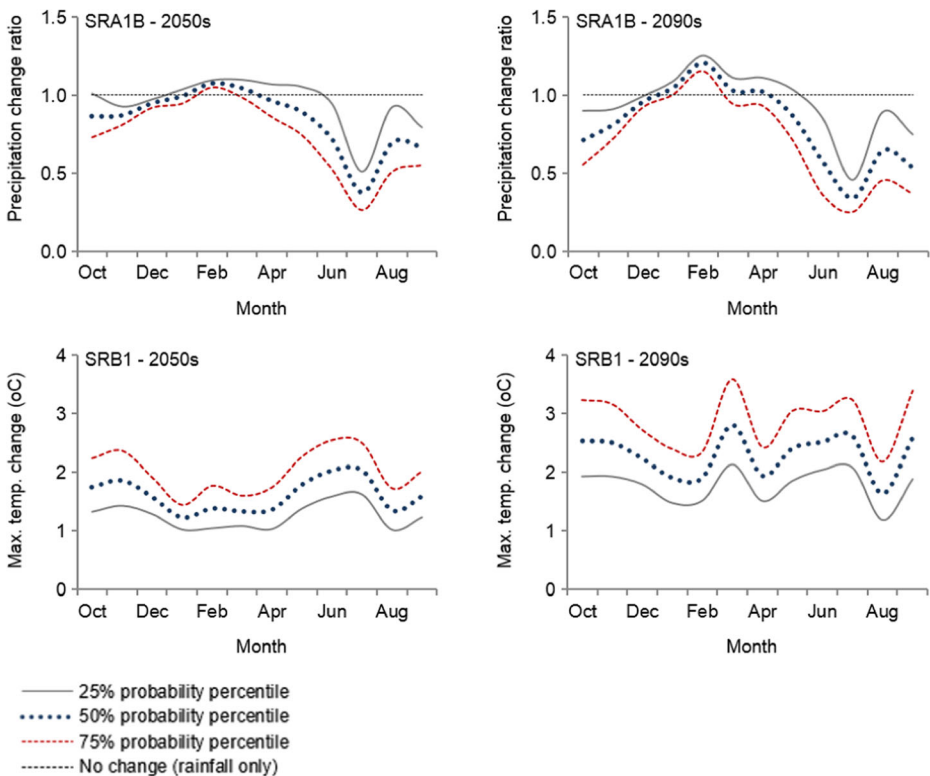 SRA1B - 2050s
Precipitation change ratio
1.5
1.0
0.5
0.0
Oct Dec Feb Apr Jun Aug
Month
SRA1B - 2090s
Precipitation change ratio
1.5
1.0
0.5
0.0
Oct Dec Feb Apr Jun Aug
Month
SRB1 - 2050s
Max. temp. change (oC)
4
3
2
1
0
Oct Dec Feb Apr Jun Aug
Month
SRB1 - 2090s
Max. temp. change (oC)
4
3
2
1
0
Oct Dec Feb Apr Jun Aug
Month
25% probability percentile
50% probability percentile
75% probability percentile
No change (rainfall only)